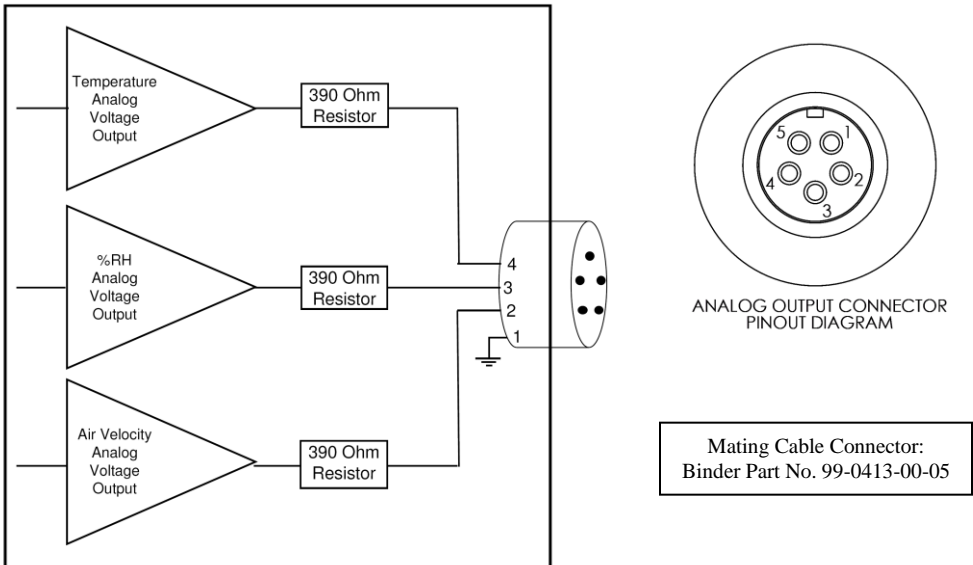 Temperature
Analog
Voltage
Output
390 Ohm
Resistor
%RH
Analog
Voltage
Output
390 Ohm
Resistor
Air Velocity
Analog
Voltage
Output
390 Ohm
Resistor
4
3
2
1
5
1
4
2
3
ANALOG OUTPUT CONNECTOR
PINOUT DIAGRAM
Mating Cable Connector:
Binder Part No. 99-0413-00-05